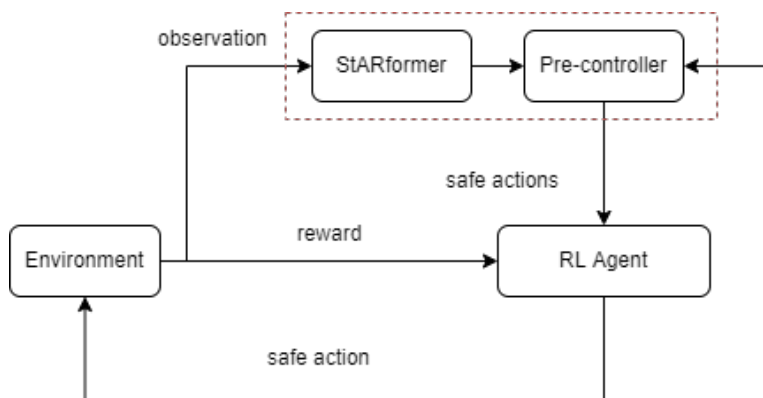 observation
StARformer
Pre-controller
safe actions
reward
Environment
RL Agent
safe action